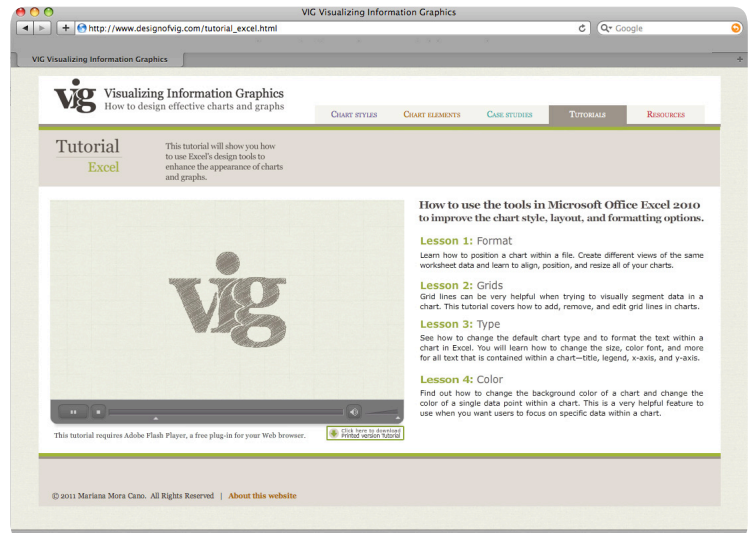 VIG Visualizing Information Graphics
http://www.designofvig.com/tutorial_excel.html
Google
VIG Visualizing Information Graphics
vig
Visualizing Information Graphics
How to design effective charts and graphs
Chart styles
Chart elements
Case studies
Tutorials
Resources
Tutorial
Excel
This tutorial will show you how
to use Excel's design tools to
enhance the appearance of charts
and graphs.
vig
This tutorial requires Adobe Flash Player, a free plug-in for your Web browser.
Click here to download
Printed version Tutorial
How to use the tools in Microsoft Office Excel 2010
to improve the chart style, layout, and formatting options.
Lesson 1: Format
Learn how to position a chart within a file. Create different views of the same
worksheet data and learn to align, position, and resize all of your charts.
Lesson 2: Grids
Grid lines can be very helpful when trying to visually segment data in a
chart. This tutorial covers how to add, remove, and edit grid lines in charts.
Lesson 3: Type
See how to change the default chart type and to format the text within a
chart in Excel. You will learn how to change the size, color font, and more
for all text that is contained within a chart—title, legend, x-axis, and y-axis.
Lesson 4: Color
Find out how to change the background color of a chart and change the
color of a single data point within a chart. This is a very helpful feature to
use when you want users to focus on specific data within a chart.
© 2011 Mariana Mora Cano. All Rights Reserved | About this website